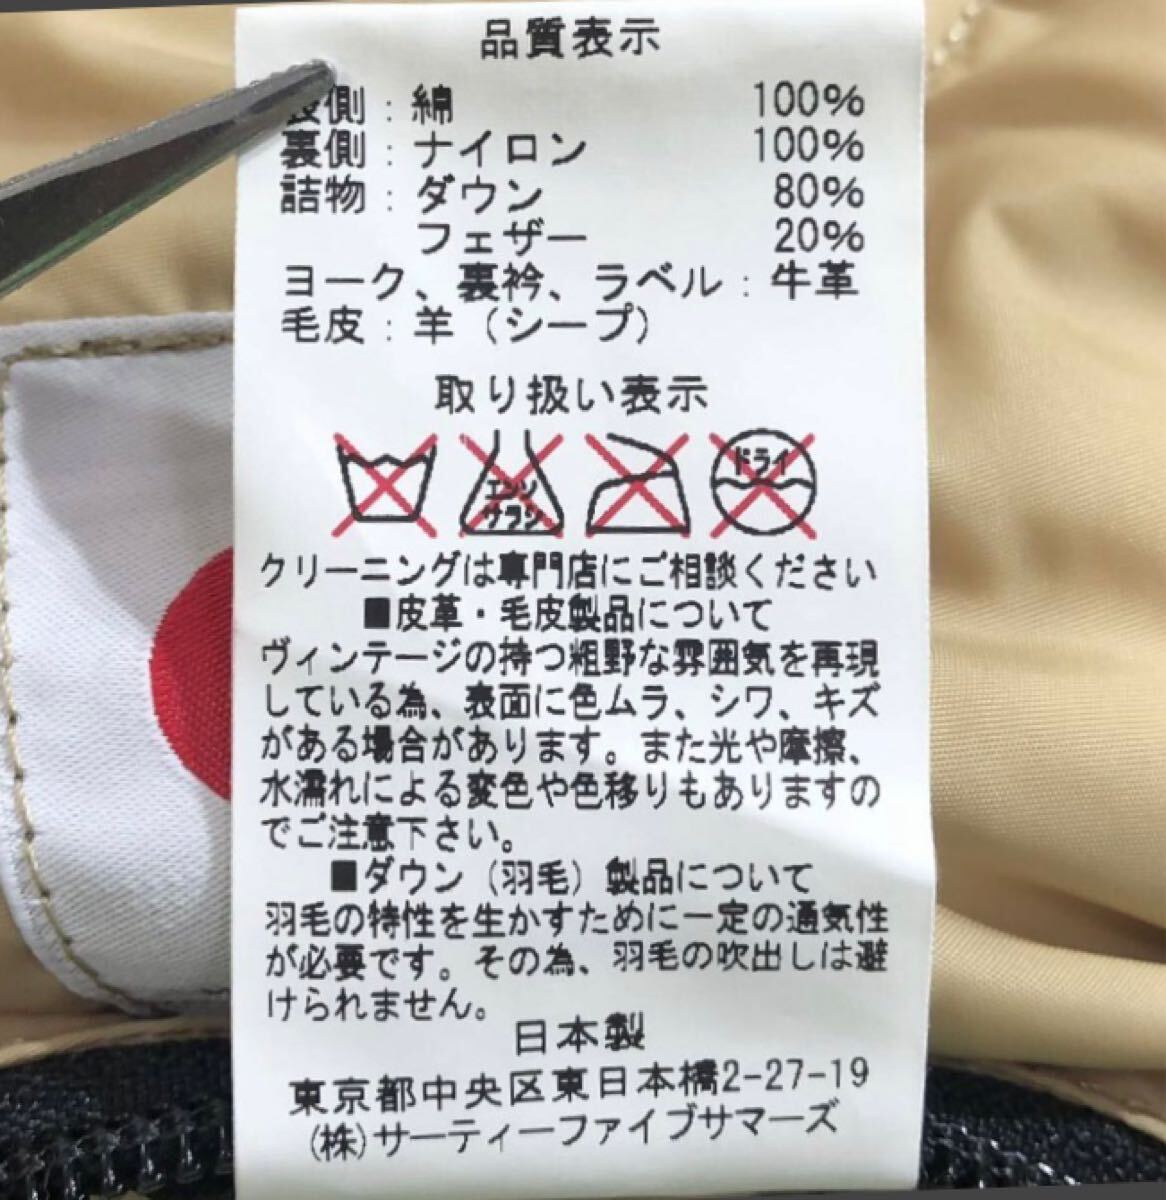 品質表示
表側：綿 100%
裏側：ナイロン 100%
詰物：ダウン 80%
フェザー 20%
ヨーク、裏衿、ラベル：牛革
毛皮：羊（シープ）
取り扱い表示
エンソ
サラシ
ドライ
クリーニングは専門店にご相談ください
■皮革・毛皮製品について
ヴィンテージの持つ粗野な雰囲気を再現
している為、表面に色ムラ、シワ、キズ
がある場合があります。また光や摩擦、
水濡れによる変色や色移りもありますの
でご注意下さい。
■ダウン（羽毛）製品について
羽毛の特性を生かすために一定の通気性
が必要です。その為、羽毛の吹出しは避
けられません。
日本製
東京都中央区東日本橋2-27-19
(株)サーティーファイブサマーズ